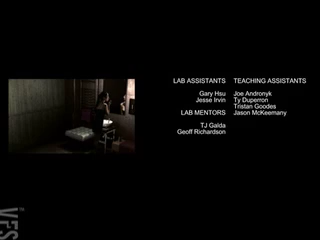 LAB ASSISTANTS
Gary Hsu
Jesse Irvin
LAB MENTORS
TJ Galda
Geoff Richardson
TEACHING ASSISTANTS
Joe Andronyk
Ty Duperron
Tristan Goodes
Jason McKeemany
VFS